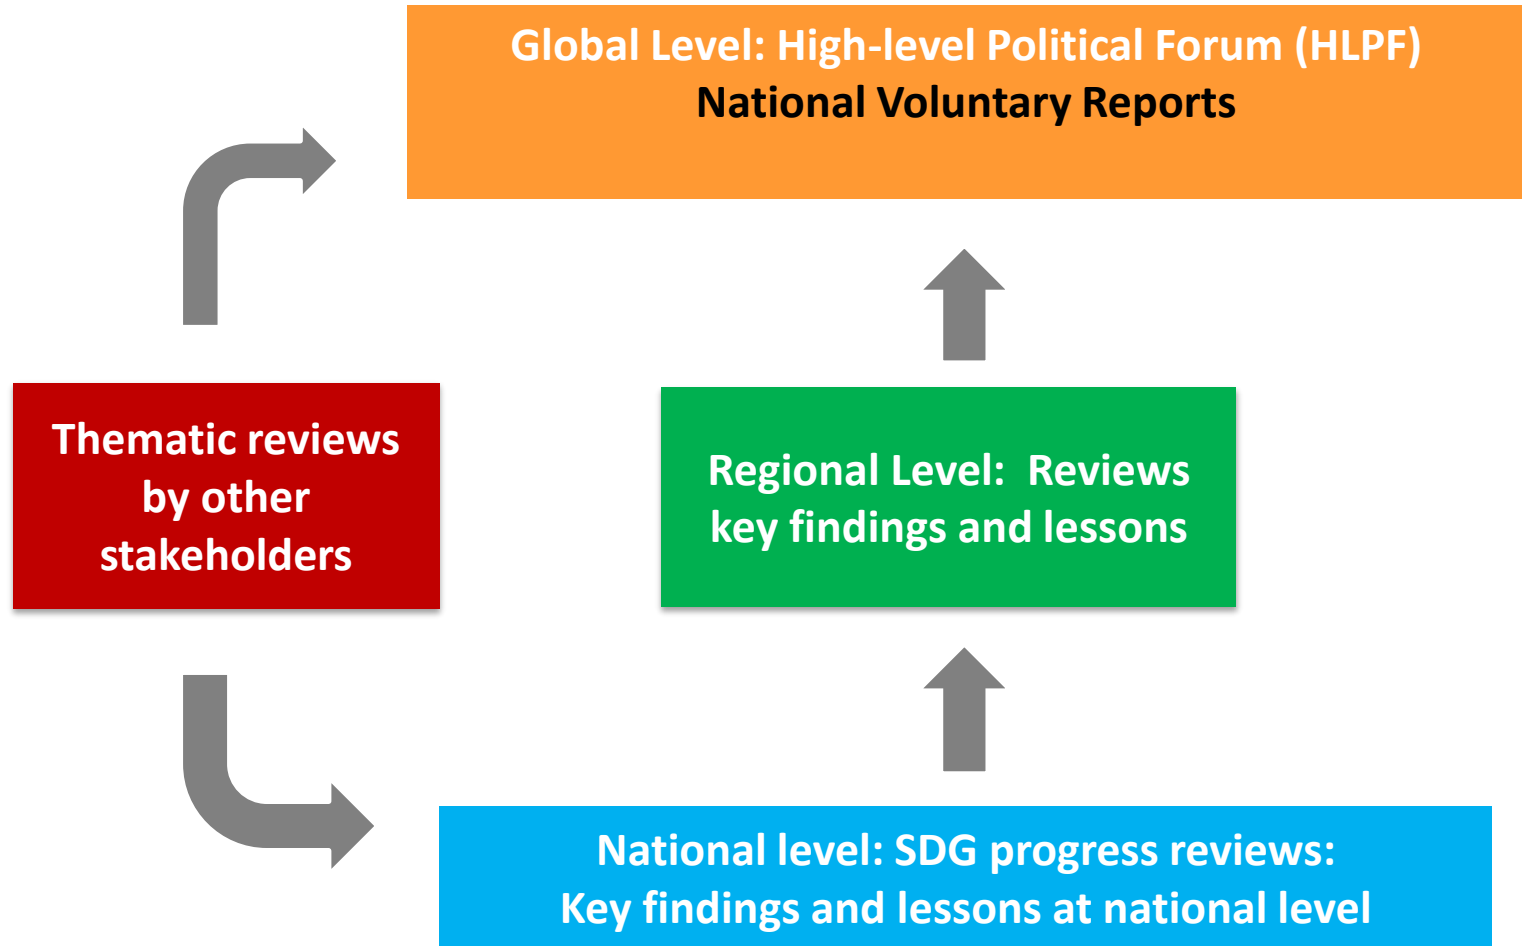 Global Level: High-level Political Forum (HLPF)
National Voluntary Reports
Thematic reviews
by other
stakeholders
Regional Level:  Reviews
key findings and lessons
National level: SDG progress reviews:
Key findings and lessons at national level